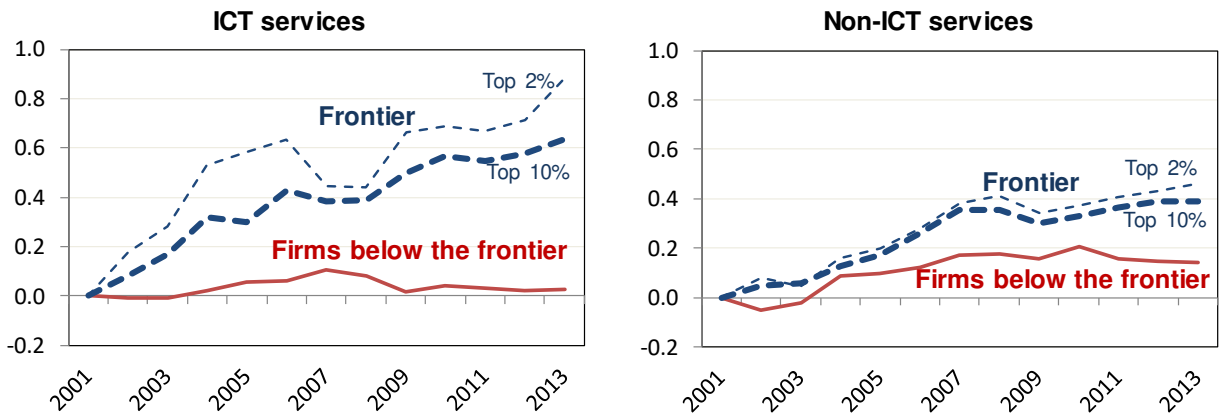 ICT services
1.0
0.8
0.6
0.4
0.2
0.0
-0.2
Top 2%
Frontier
Top 10%
Firms below the frontier
2001
2003
2005
2007
2009
2011
2013
Non-ICT services
1.0
0.8
0.6
0.4
0.2
0.0
-0.2
Top 2%
Frontier
Top 10%
Firms below the frontier
2001
2003
2005
2007
2009
2011
2013